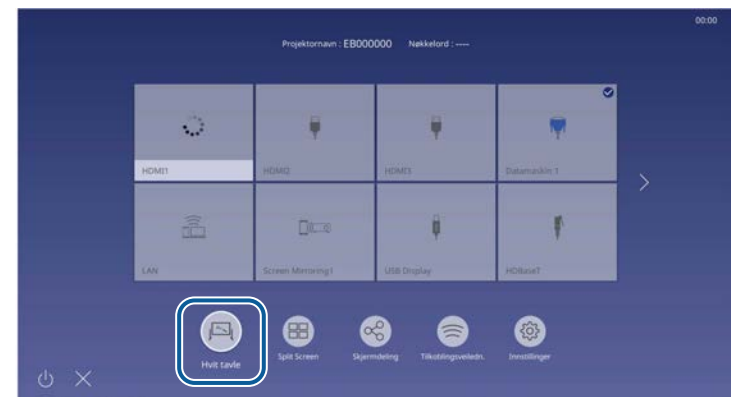 00:00
Projektornavn : EB000000 Nøkkelord : ----
HDMI1 HDMI2 HDMI3 Datamaskin 1
LAN Screen Mirroring1 USB Display HDBaseT
Hvit tavle Split Screen Skjermdeling Tilkoblingsveiledn. Innstillinger